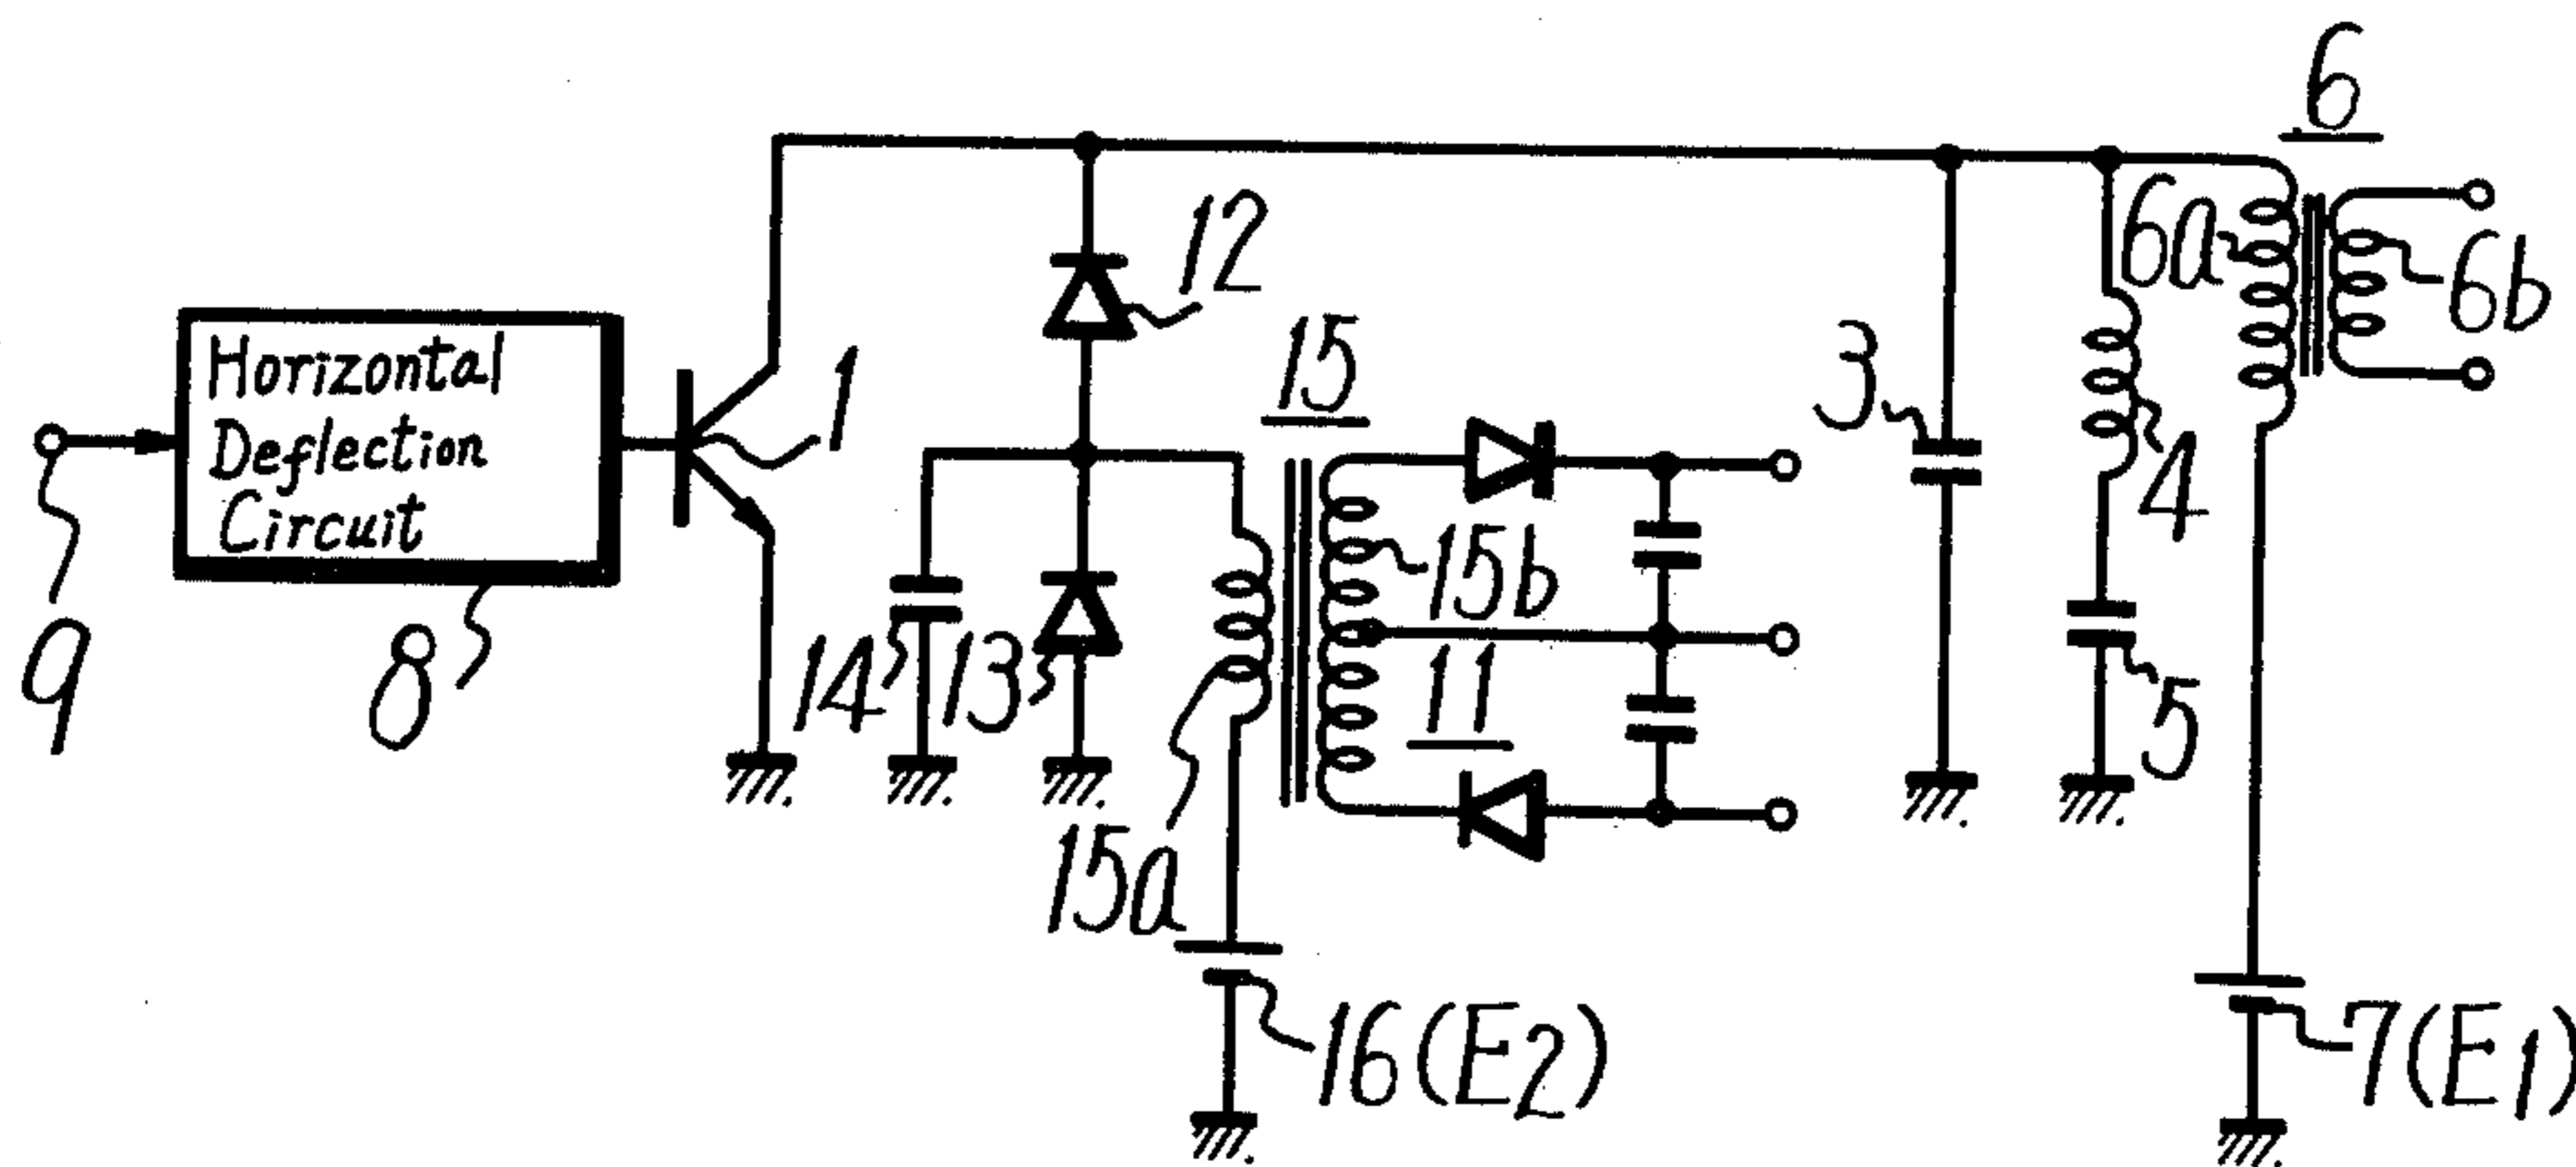 6
12
6a
6b
15
3
1
Horizontal
Deflection
Circuit
4
15b
9
8
14
13
11
5
15a
16(E2)
7(E1)